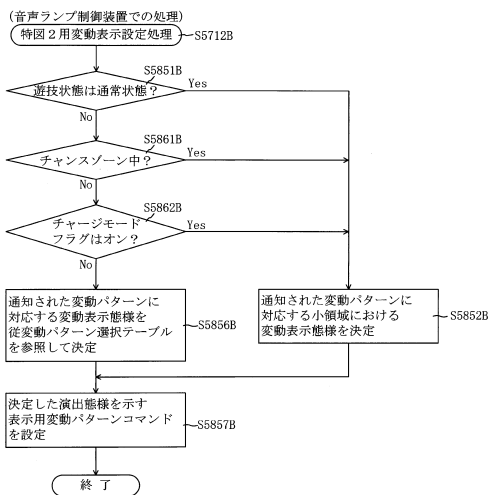 (音声ランプ制御装置での処理)
特図2用変動表示設定処理
S5712B
S5851B
遊技状態は通常状態?
Yes
No
S5861B
チャンスゾーン中?
Yes
No
S5862B
チャージモード
フラグはオン?
Yes
No
通知された変動パターンに
対応する変動表示態様を
従変動パターン選択テーブル
を参照して決定
S5856B
通知された変動パターンに
対応する小領域における
変動表示態様を決定
S5852B
決定した演出態様を示す
表示用変動パターンコマンド
を設定
S5857B
終了